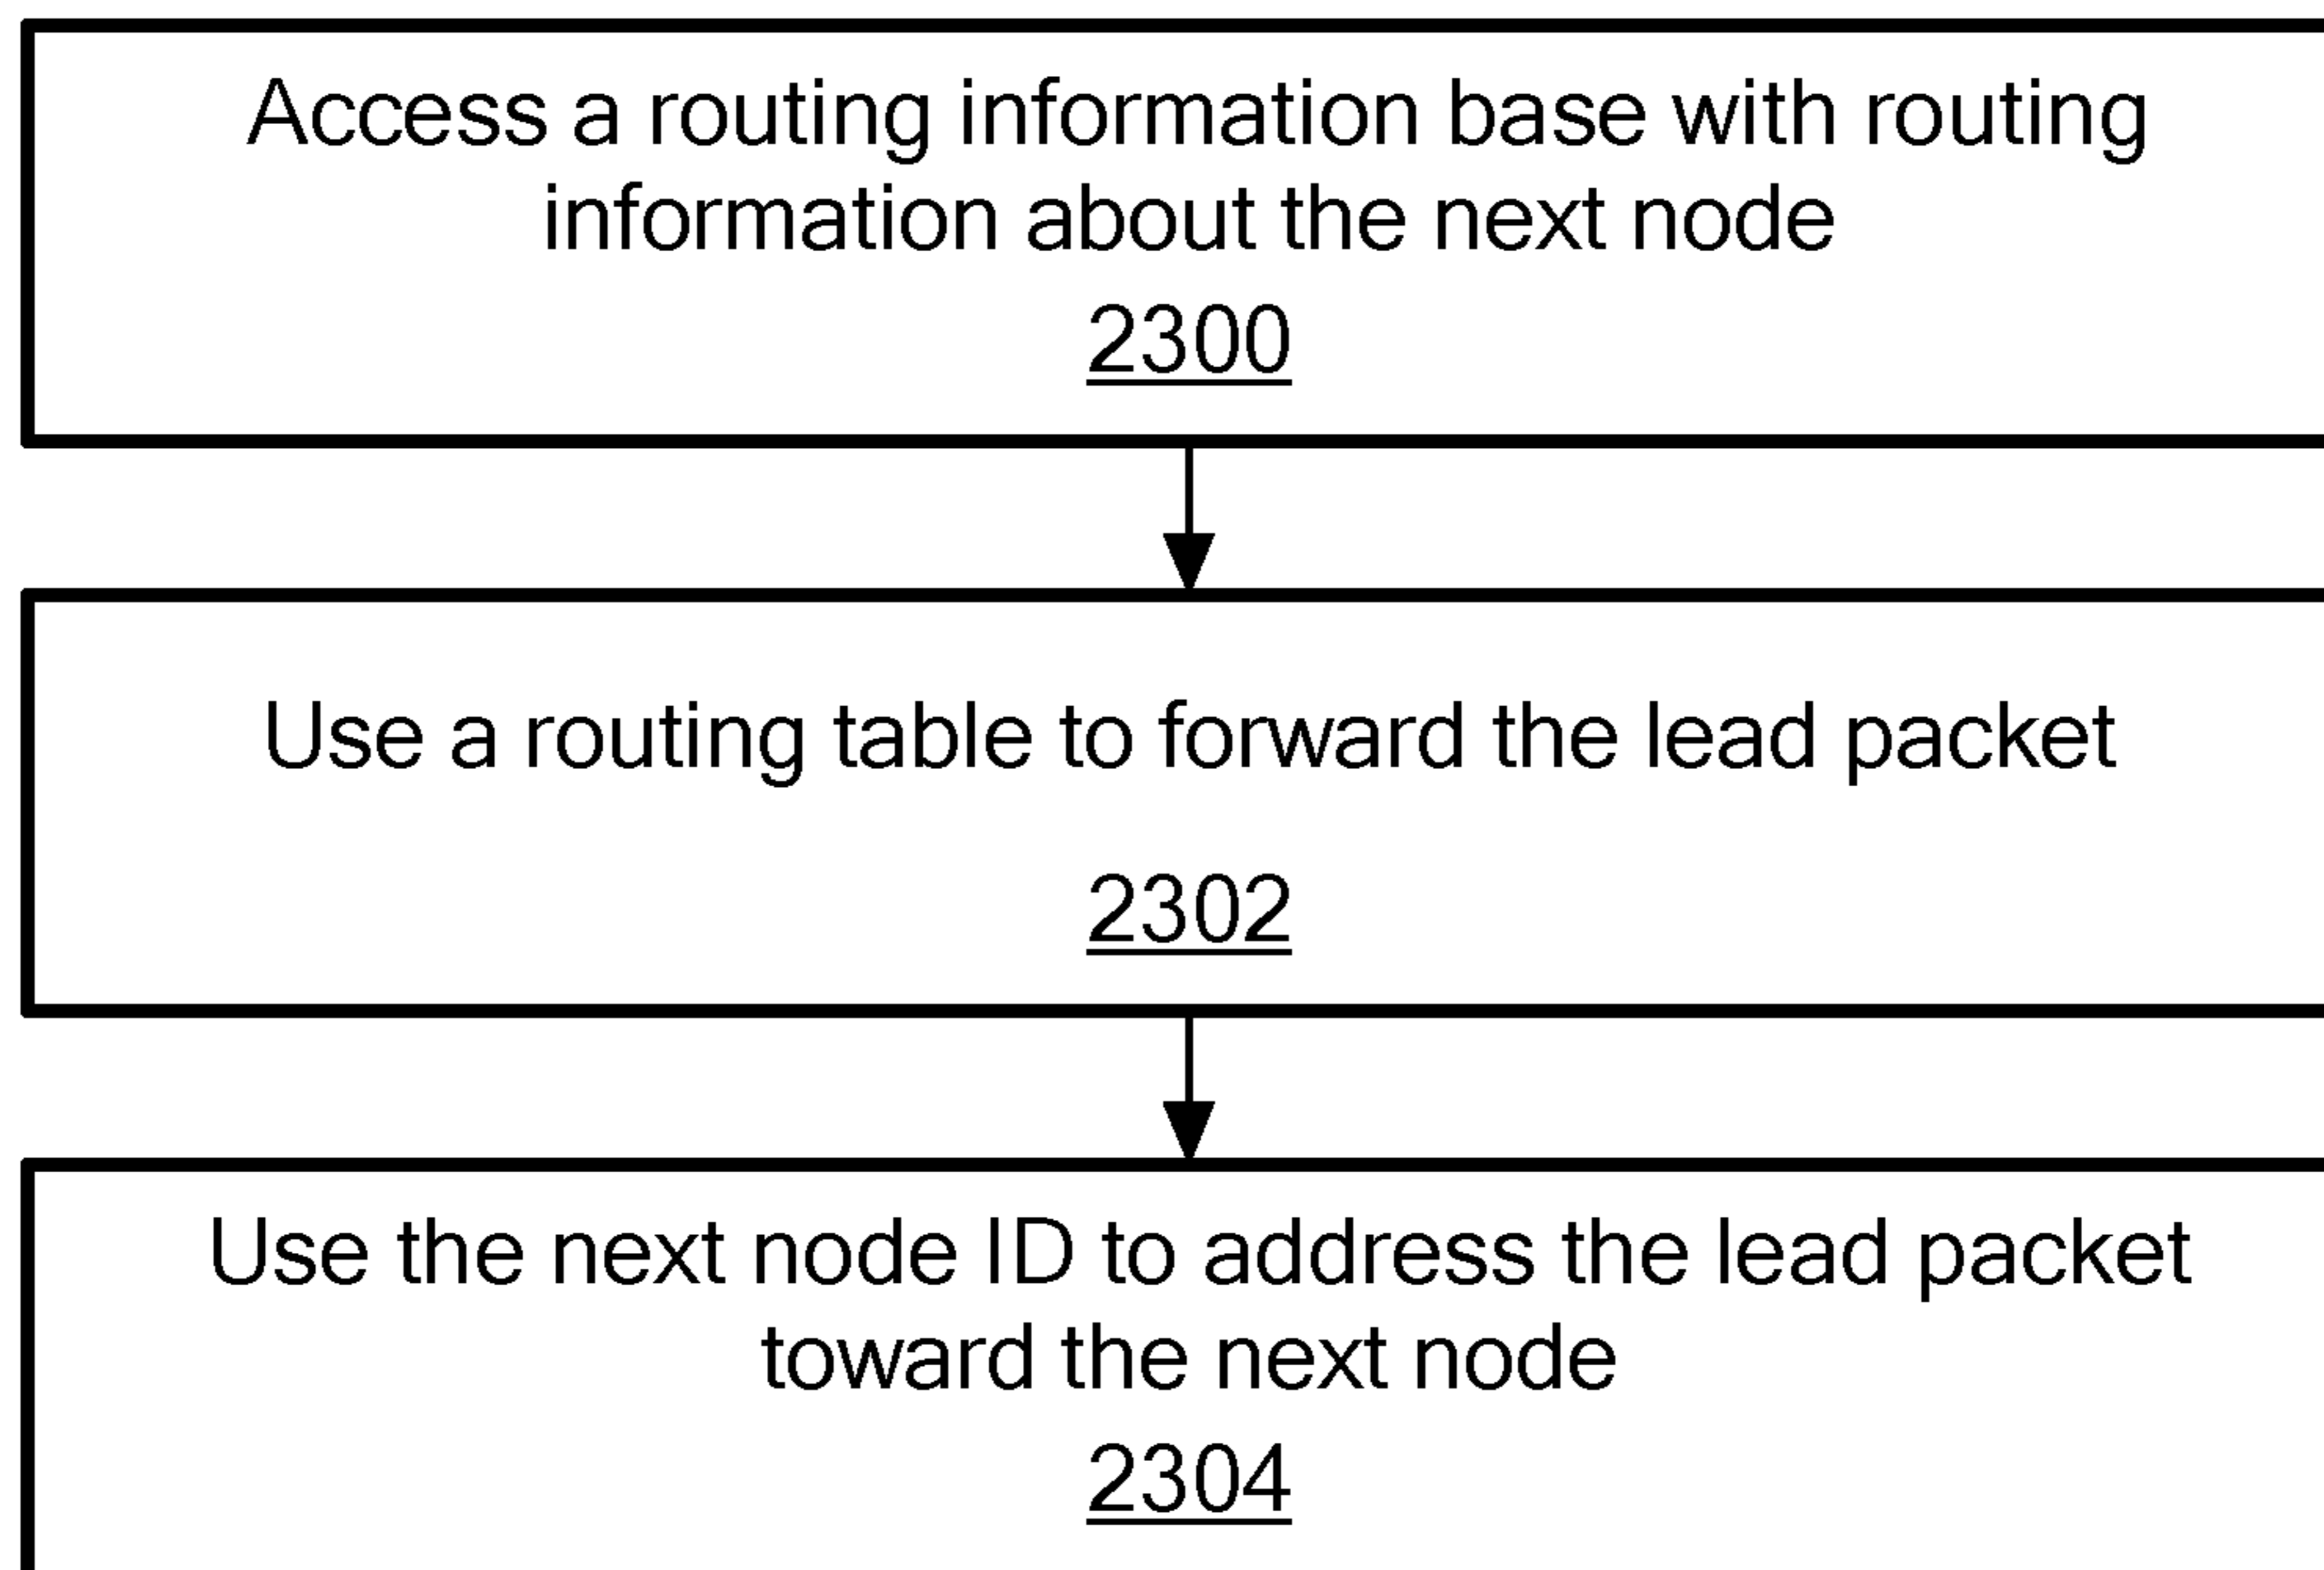 Access a routing information base with routing
information about the next node
2300
Use a routing table to forward the lead packet
2302
Use the next node ID to address the lead packet
toward the next node
2304